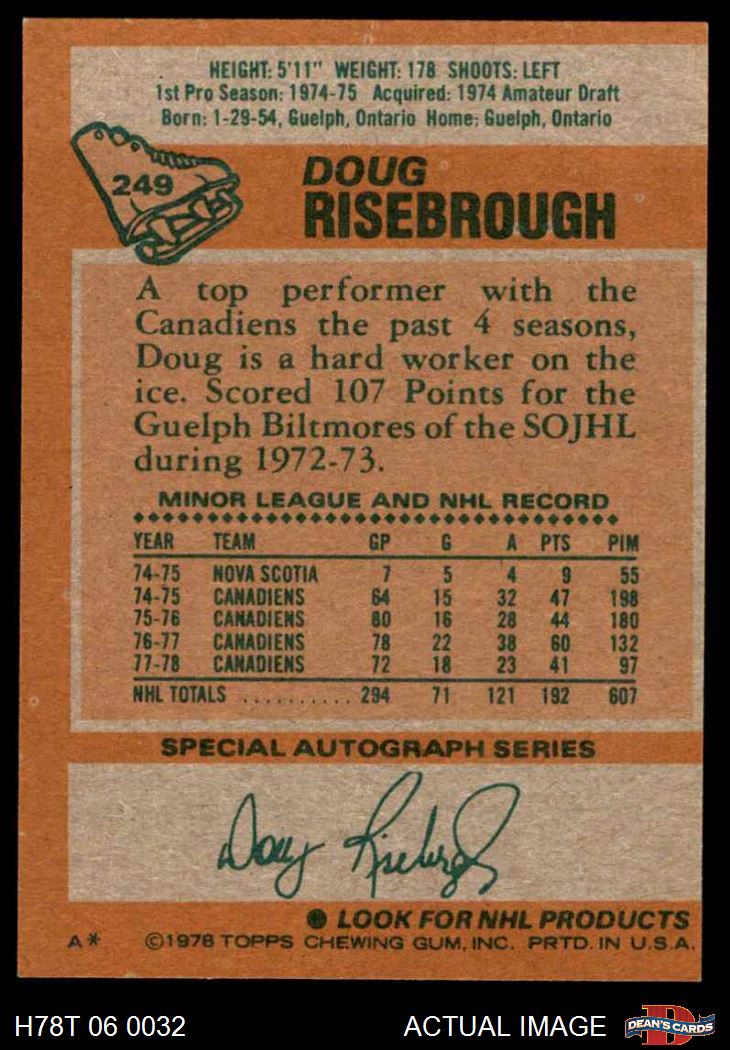 HEIGHT: 5'11" WEIGHT: 178 SHOOTS: LEFT
1st Pro Season: 1974-75 Acquired: 1974 Amateur Draft
Born: 1-29-54, Guelph, Ontario Home: Guelph, Ontario
249
DOUG
RISEBROUGH
A top performer with the
Canadiens the past 4 seasons,
Doug is a hard worker on the
ice. Scored 107 Points for the
Guelph Biltmores of the SOJHL
during 1972-73.
MINOR LEAGUE AND NHL RECORD
YEAR TEAM GP G A PTS PIM
74-75 NOVA SCOTIA 7 5 4 9 55
74-75 CANADIENS 64 15 32 47 198
75-76 CANADIENS 80 16 28 44 180
76-77 CANADIENS 78 22 38 60 132
77-78 CANADIENS 72 18 23 41 97
NHL TOTALS .......... 294 71 121 192 607
SPECIAL AUTOGRAPH SERIES
Doug Risebrough
LOOK FOR NHL PRODUCTS
A* ©1978 TOPPS CHEWING GUM, INC. PRTD. IN U.S.A.
H78T 06 0032 ACTUAL IMAGE D DEAN'S CARDS